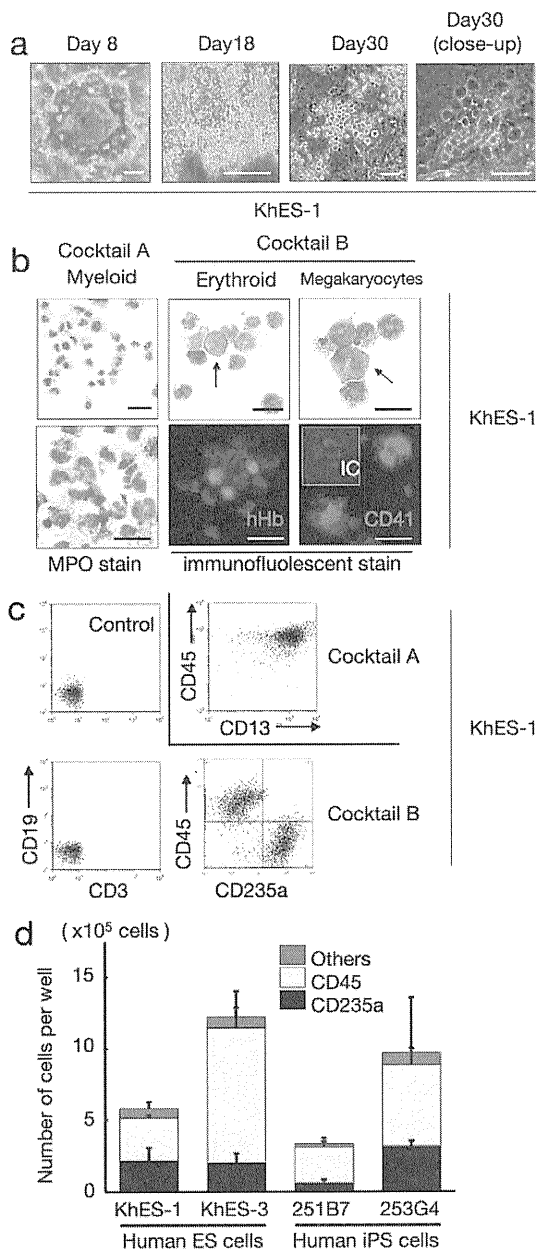 a
Day 8 Day18 Day30 Day30
(close-up)
KhES-1
b
Cocktail A Cocktail B
Myeloid Erythroid Megakaryocytes
KhES-1
IC
hHb CD41
MPO stain immunofluolescent stain
c
Control
CD45
CD13
Cocktail A
KhES-1
CD19
CD3
CD45
CD235a
Cocktail B
d
(x10⁵ cells)
Number of cells per well
15
10
5
0
Others
CD45
CD235a
KhES-1 KhES-3 251B7 253G4
Human ES cells Human iPS cells